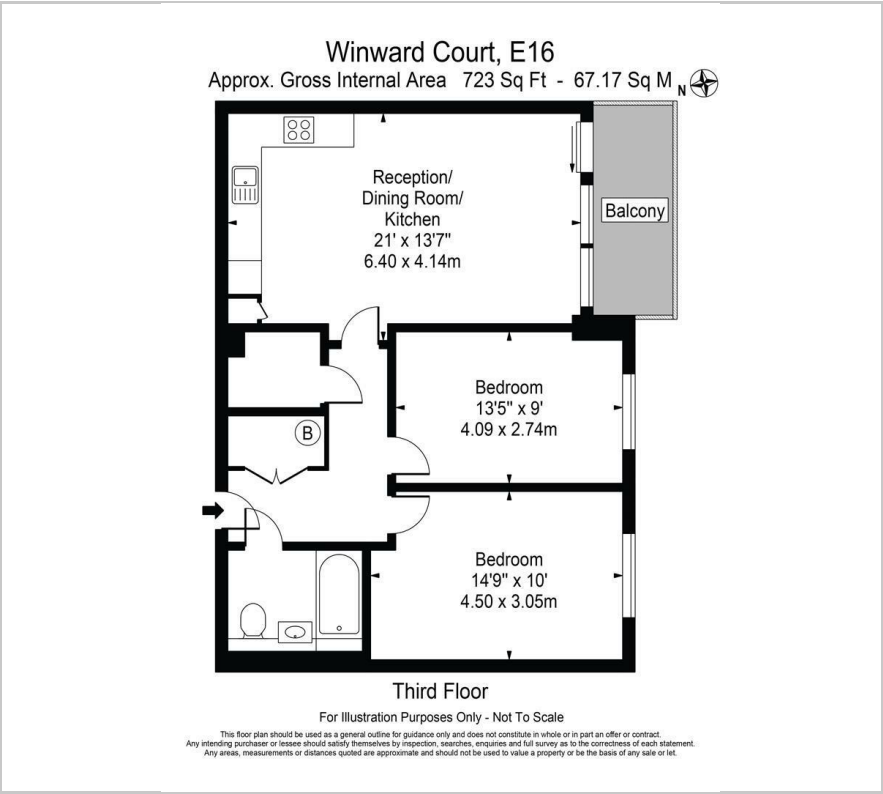 Winward Court, E16
Approx. Gross Internal Area 723 Sq Ft - 67.17 Sq M
N
Reception/
Dining Room/
Kitchen
21' x 13'7"
6.40 x 4.14m
Balcony
Bedroom
13'5" x 9'
4.09 x 2.74m
B
Bedroom
14'9" x 10'
4.50 x 3.05m
Third Floor
For Illustration Purposes Only - Not To Scale
This floor plan should be used as a general outline for guidance only and does not constitute in whole or in part an offer or contract.
Any intending purchaser or lessee should satisfy themselves by inspection, searches, enquiries and full survey as to the correctness of each statement.
Any areas, measurements or distances quoted are approximate and should not be used to value a property or be the basis of any sale or let.